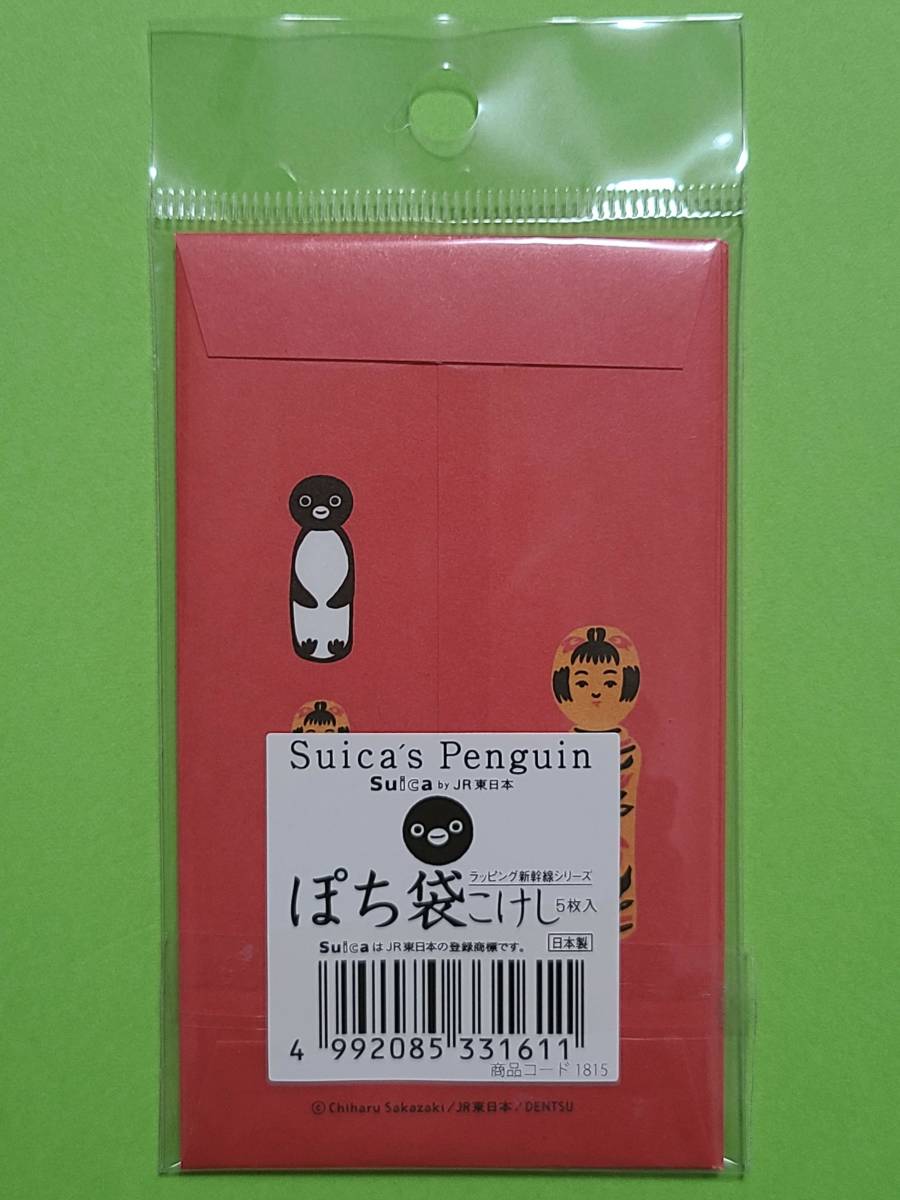 Suica's Penguin
Suica by JR東日本
ラッピング新幹線シリーズ
ぽち袋こけし5枚入
SuicaはJR東日本の登録商標です。 日本製
4 992085 331611
商品コード 1815
©Chiharu Sakazaki/JR東日本/DENTSU